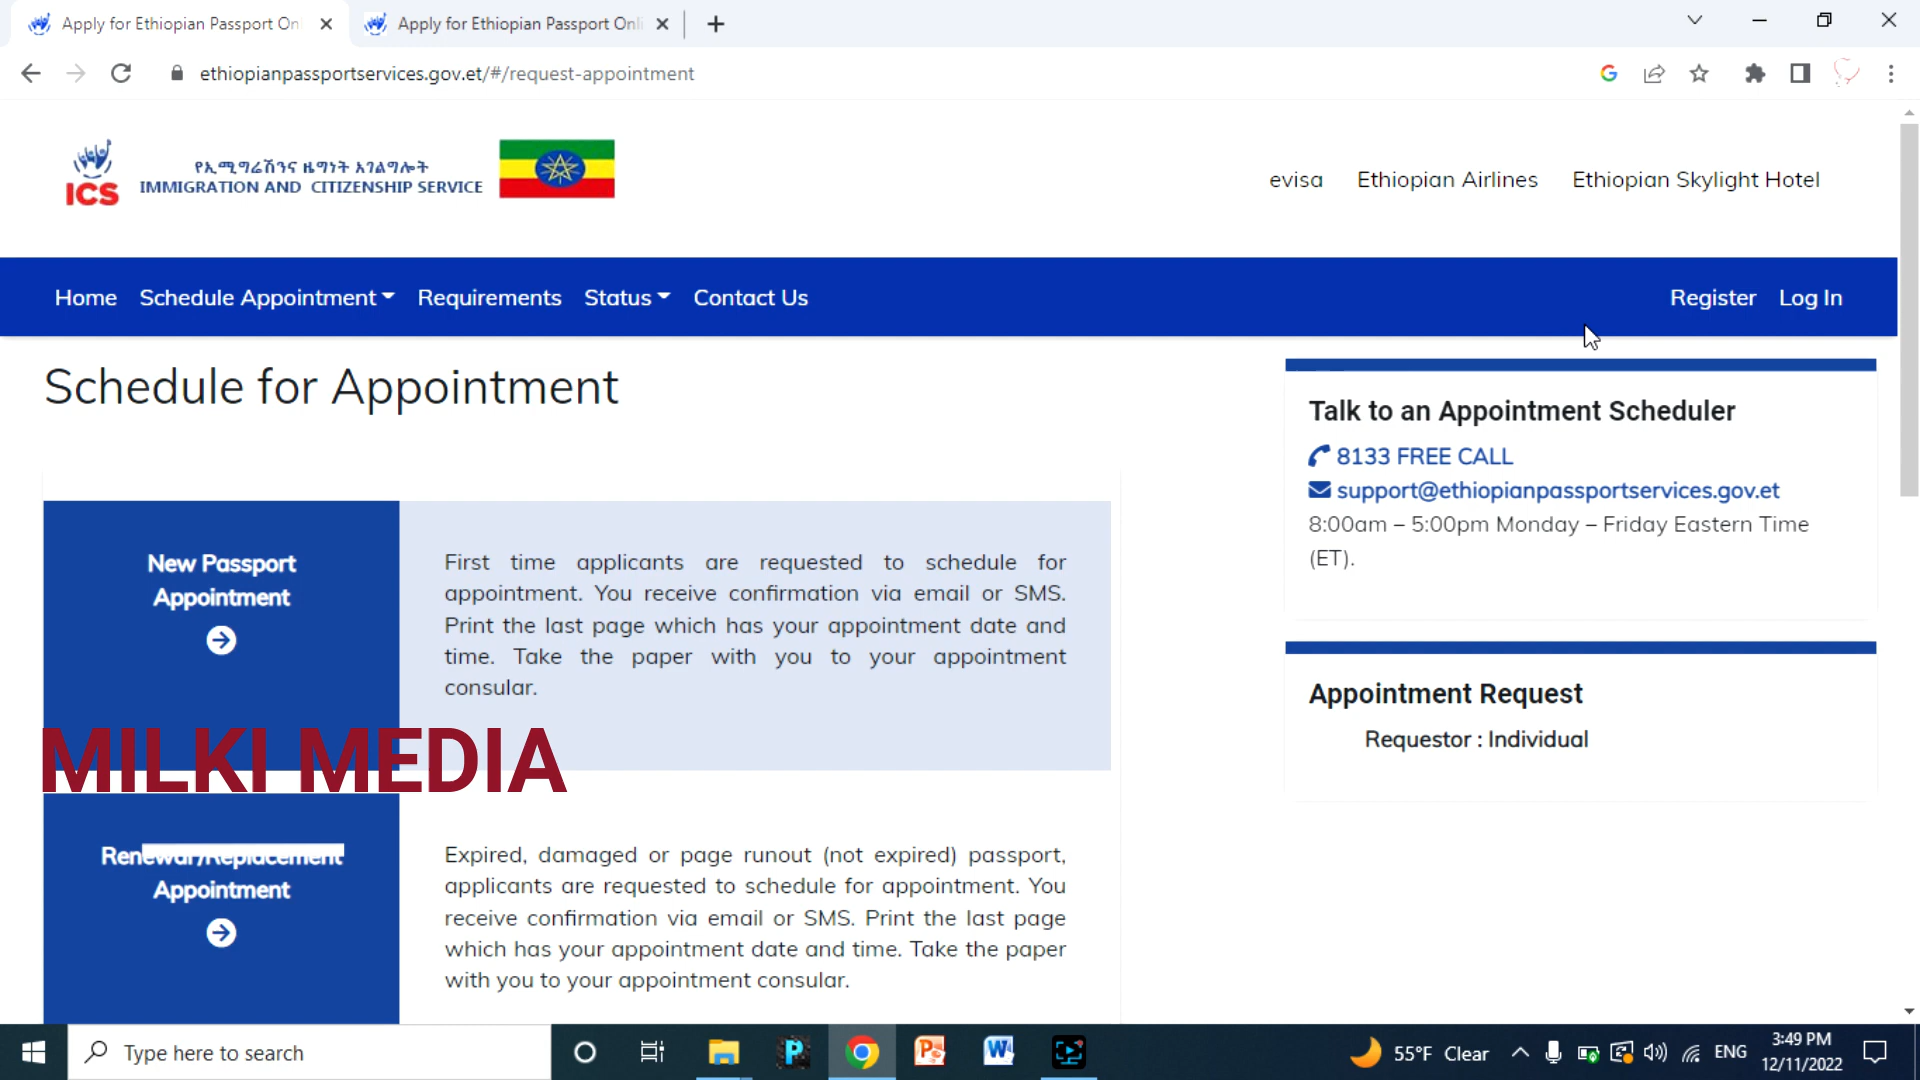 Apply for Ethiopian Passport On
Apply for Ethiopian Passport Onli
ethiopianpassportservices.gov.et/#/request-appointment
ICS
የኢሚግሬሽንና ዜግነት አገልግሎት
IMMIGRATION AND CITIZENSHIP SERVICE
evisa Ethiopian Airlines Ethiopian Skylight Hotel
Home Schedule Appointment Requirements Status Contact Us Register Log In
Schedule for Appointment
New Passport
Appointment
First time applicants are requested to schedule for
appointment. You receive confirmation via email or SMS.
Print the last page which has your appointment date and
time. Take the paper with you to your appointment
consular.
MILKI MEDIA
Renewal/Replacement
Appointment
Expired, damaged or page runout (not expired) passport,
applicants are requested to schedule for appointment. You
receive confirmation via email or SMS. Print the last page
which has your appointment date and time. Take the paper
with you to your appointment consular.
Talk to an Appointment Scheduler
8133 FREE CALL
support@ethiopianpassportservices.gov.et
8:00am – 5:00pm Monday – Friday Eastern Time
(ET).
Appointment Request
Requestor : Individual
Type here to search
55°F Clear
ENG
3:49 PM
12/11/2022